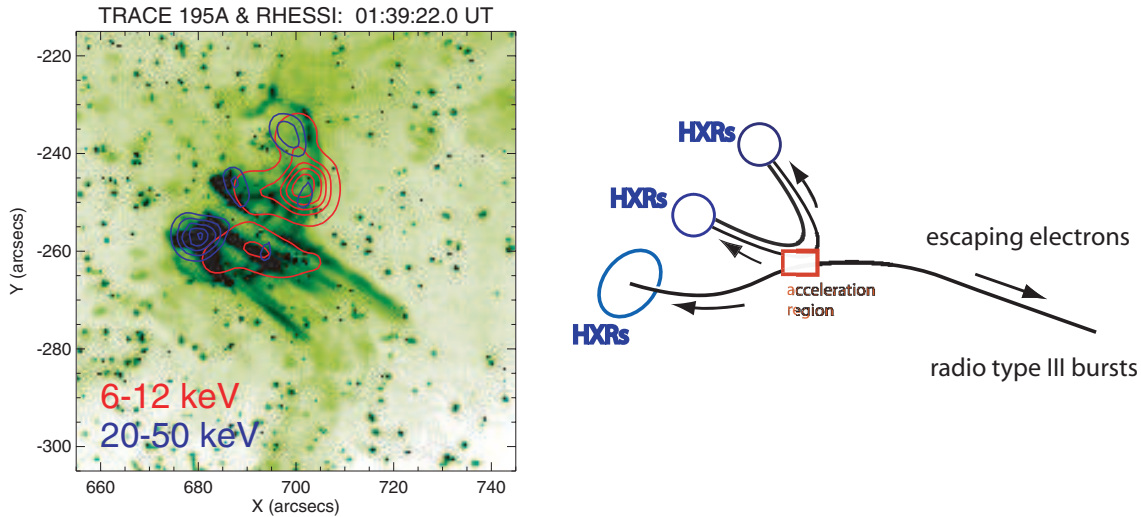 TRACE 195A & RHESSI: 01:39:22.0 UT
-220
-240
-260
-280
-300
Y (arcsecs)
6-12 keV
20-50 keV
660
680
700
720
740
X (arcsecs)
HXRs
HXRs
HXRs
acceleration
region
escaping electrons
radio type III bursts